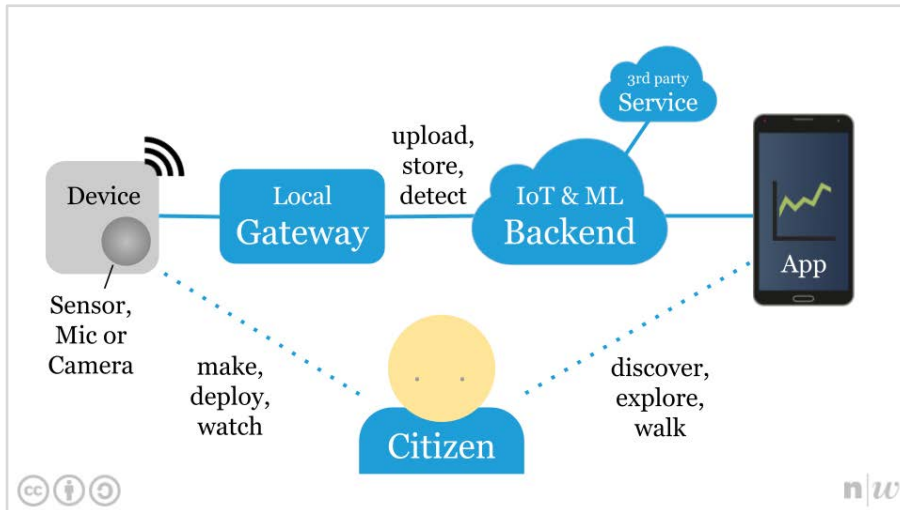 3rd party
Service
upload,
store,
detect
Device
Local
Gateway
IoT & ML
Backend
App
Sensor,
Mic or
Camera
make,
deploy,
watch
discover,
explore,
walk
Citizen
cc
n|w